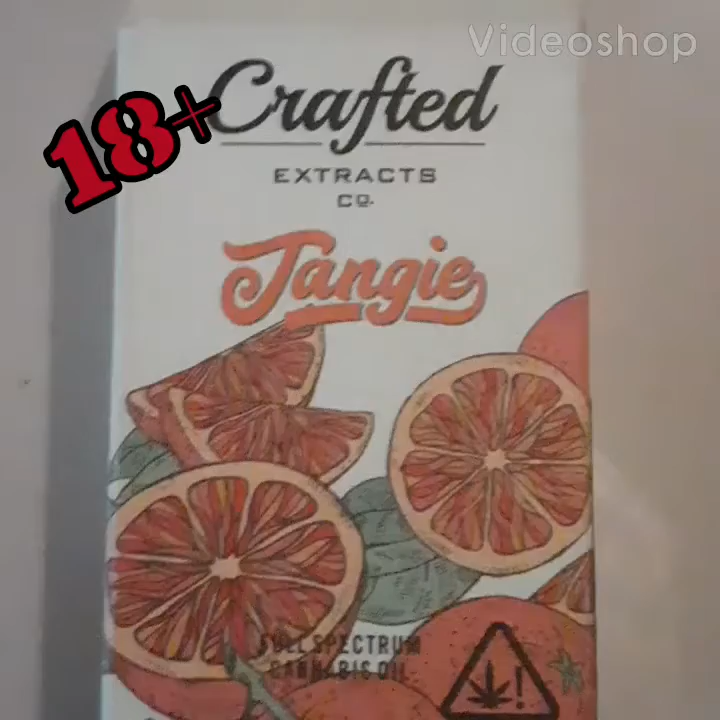 Videoshop
18+
Crafted
EXTRACTS
CO.
Tangie
FULL SPECTRUM
CANNABIS OIL
!